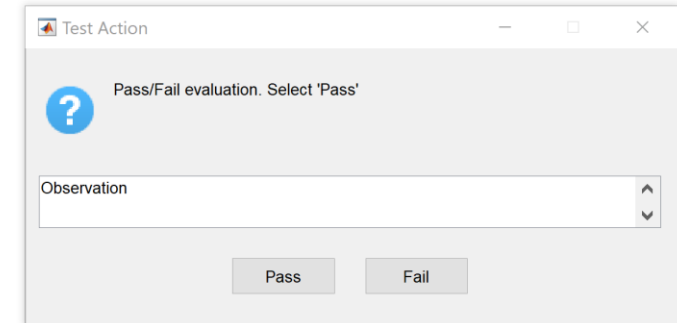 Test Action
Pass/Fail evaluation. Select 'Pass'
Observation
Pass
Fail